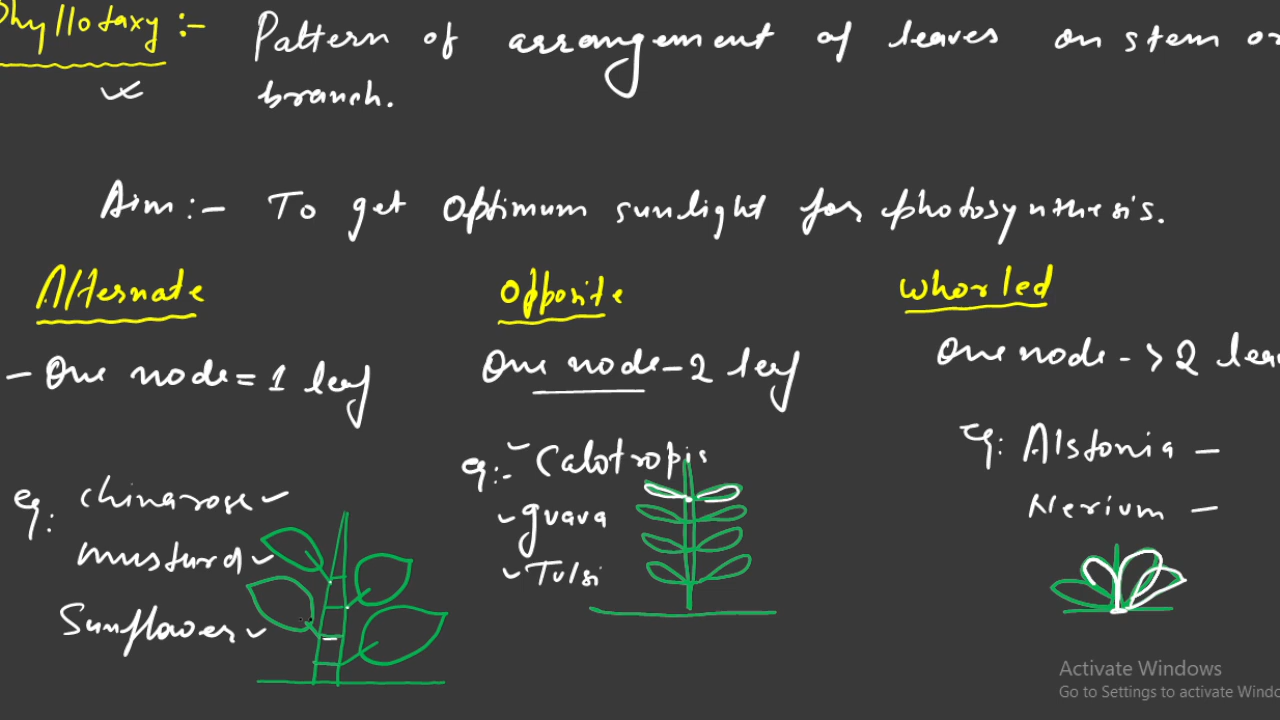 Phyllotaxy :- Pattern of arrangement of leaves on stem or
branch.
Aim :- To get optimum sunlight for photosynthesis.
Alternate
- One node = 1 leaf
eg: Chinarose
musturd
Sunflower
Opposite
One node - 2 leaf
eg:- Calotropis
guava
Tulsi
Whorled
One node - > 2 lea
eg: Alstonia -
Nerium -
Activate Windows
Go to Settings to activate Windo